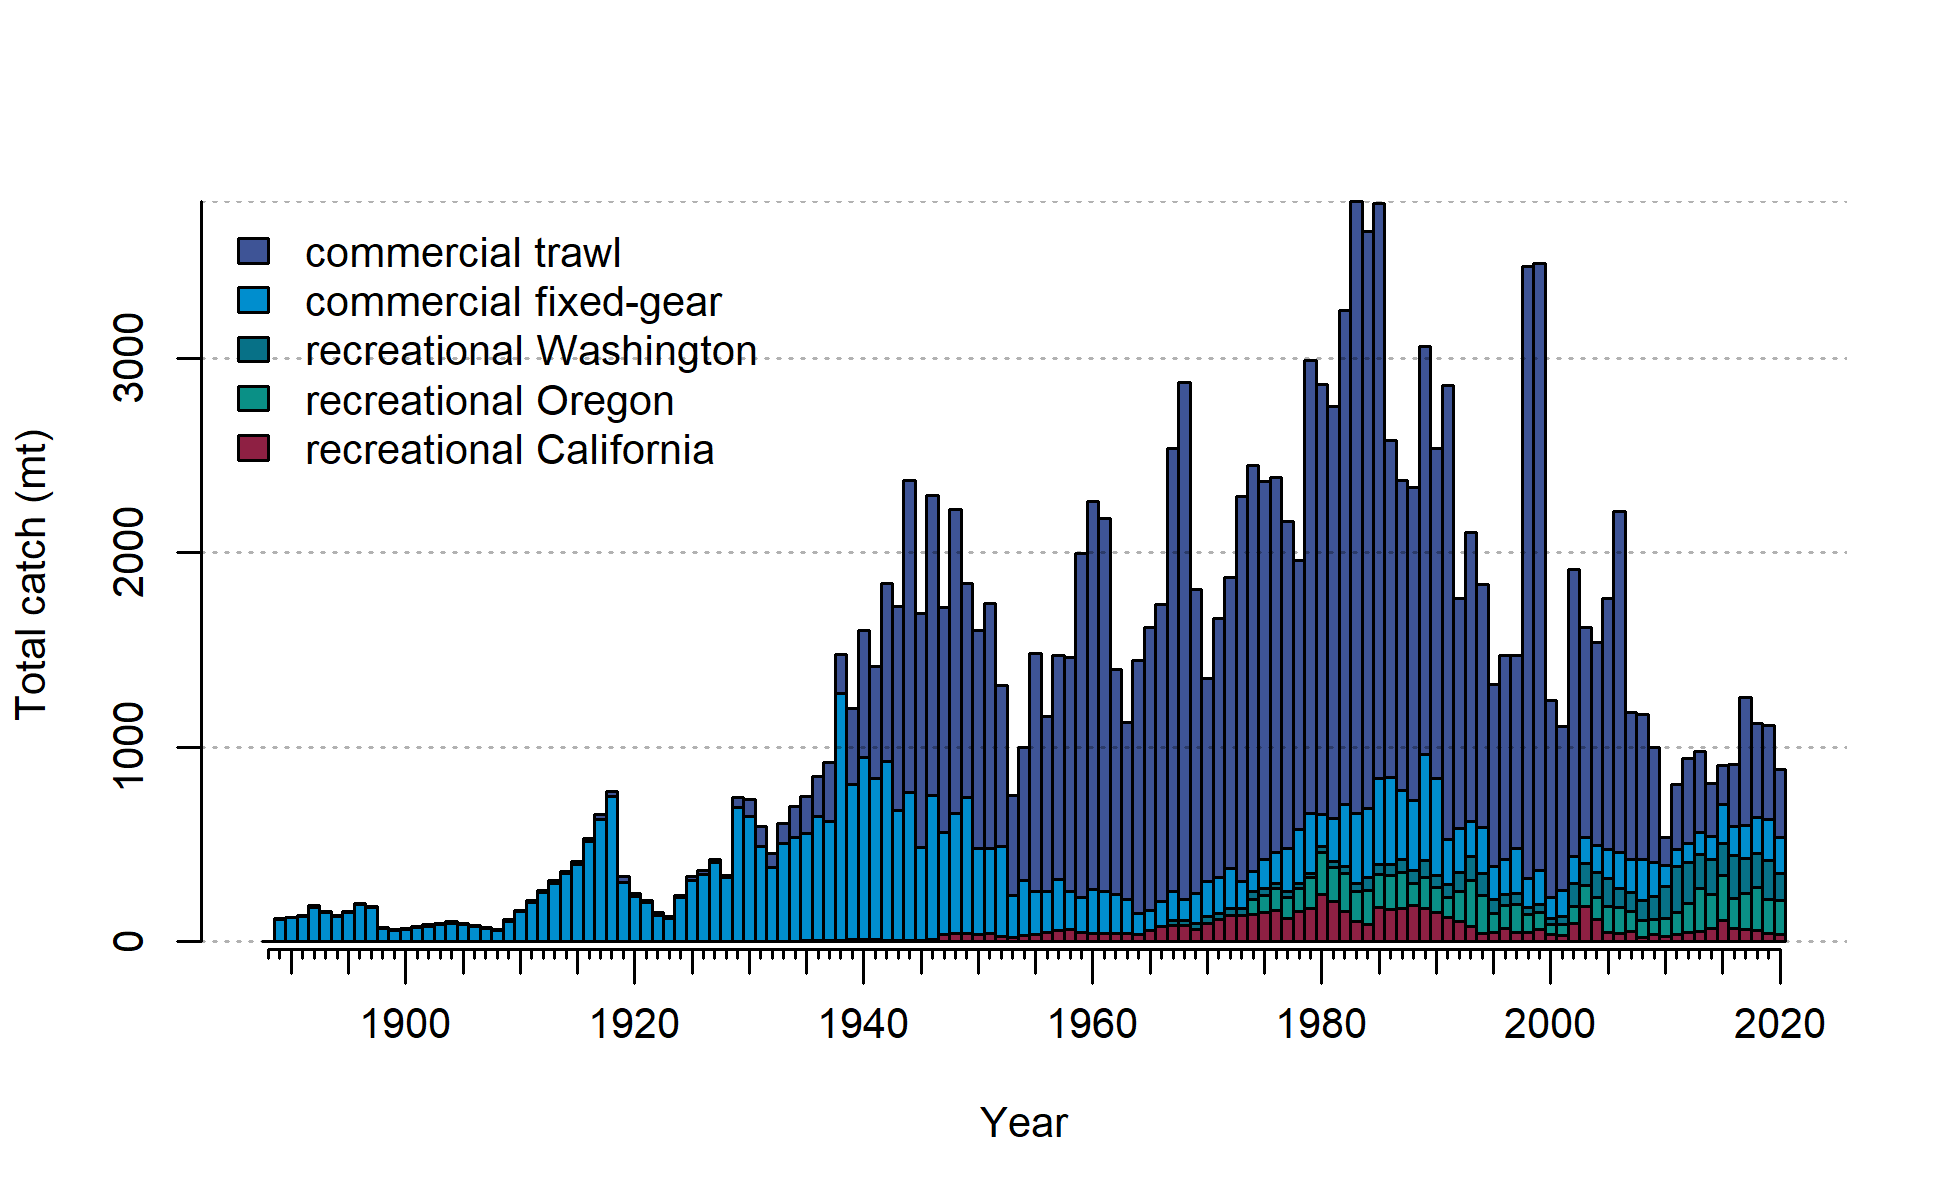 commercial trawl
commercial fixed-gear
recreational Washington
recreational Oregon
recreational California
Total catch (mt)
3000
2000
1000
0
1900 1920 1940 1960 1980 2000 2020
Year